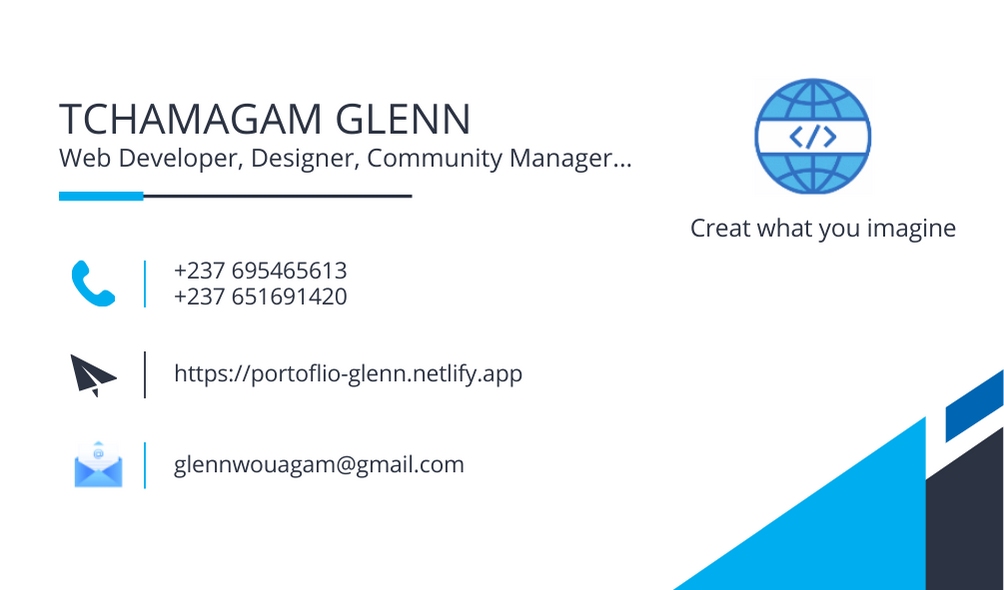 TCHAMAGAM GLENN
Web Developer, Designer, Community Manager...
</>
Creat what you imagine
+237 695465613
+237 651691420
https://portoflio-glenn.netlify.app
@
glennwouagam@gmail.com